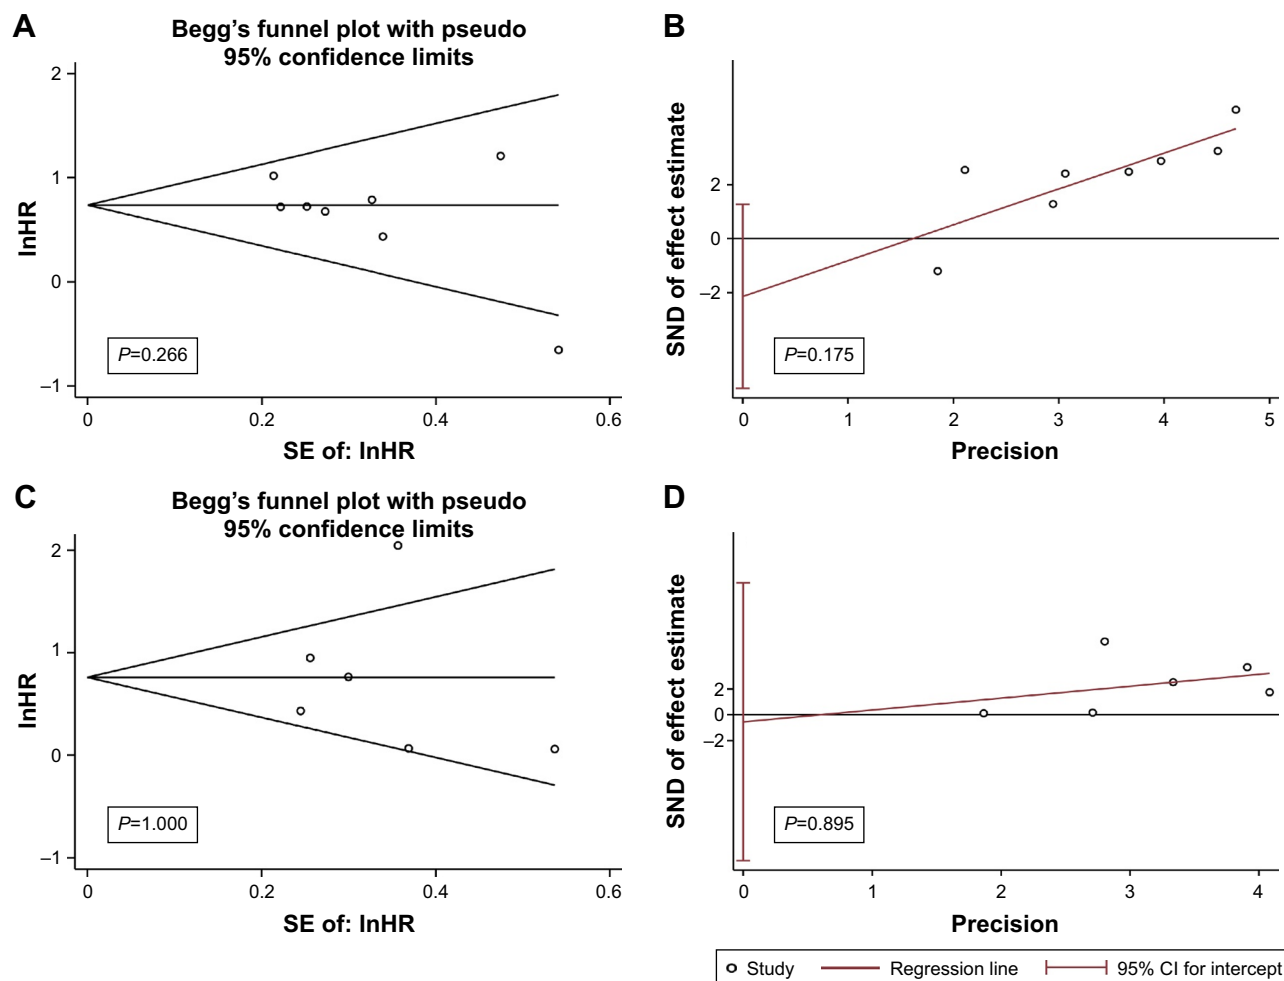 A
Begg’s funnel plot with pseudo
95% confidence limits
2
1
0
–1
lnHR
P=0.266
0 0.2 0.4 0.6
SE of: lnHR
B
2
0
–2
SND of effect estimate
P=0.175
0 1 2 3 4 5
Precision
C
Begg’s funnel plot with pseudo
95% confidence limits
2
1
0
–1
lnHR
P=1.000
0 0.2 0.4 0.6
SE of: lnHR
D
2
0
–2
SND of effect estimate
P=0.895
0 1 2 3 4
Precision
Study Regression line 95% CI for intercept